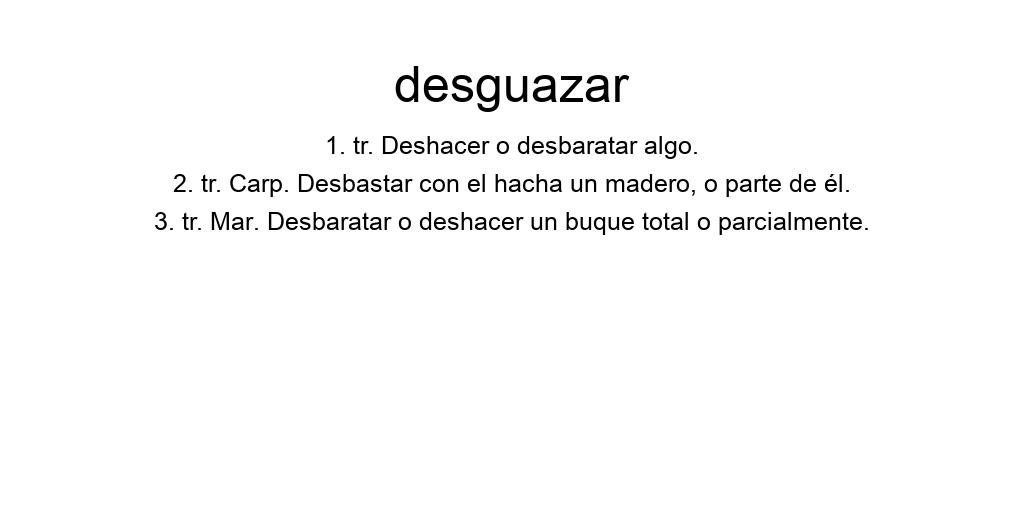 desguazar
1. tr. Deshacer o desbaratar algo.
2. tr. Carp. Desbastar con el hacha un madero, o parte de él.
3. tr. Mar. Desbaratar o deshacer un buque total o parcialmente.